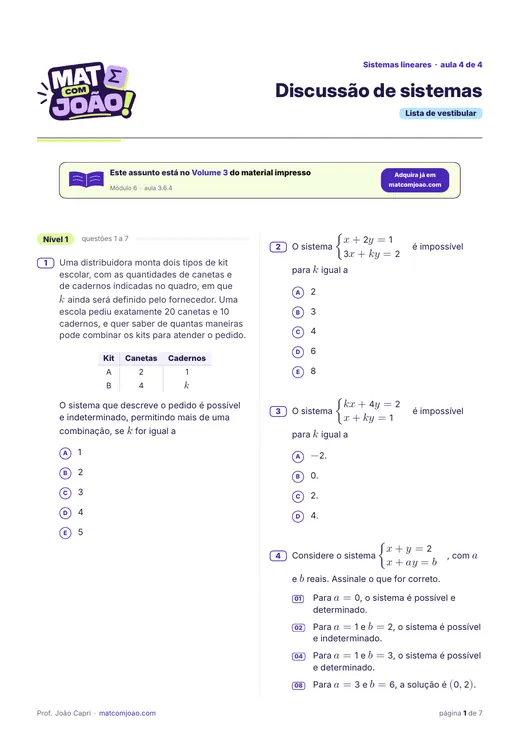 MAT
COM
JOÃO!
Sistemas lineares · aula 4 de 4
Discussão de sistemas
Lista de vestibular
Este assunto está no Volume 3 do material impresso
Módulo 6 · aula 3.6.4
Adquira já em
matcomjoao.com
Nível 1 questões 1 a 7
1 Uma distribuidora monta dois tipos de kit
escolar, com as quantidades de canetas e
de cadernos indicadas no quadro, em que
k ainda será definido pelo fornecedor. Uma
escola pediu exatamente 20 canetas e 10
cadernos, e quer saber de quantas maneiras
pode combinar os kits para atender o pedido.
Kit Canetas Cadernos
A 2 1
B 4 k
O sistema que descreve o pedido é possível
e indeterminado, permitindo mais de uma
combinação, se k for igual a
A 1
B 2
C 3
D 4
E 5
2 O sistema { x + 2y = 1
3x + ky = 2 é impossível
para k igual a
A 2
B 3
C 4
D 6
E 8
3 O sistema { kx + 4y = 2
x + ky = 1 é impossível
para k igual a
A −2.
B 0.
C 2.
D 4.
4 Considere o sistema { x + y = 2
x + ay = b , com a
e b reais. Assinale o que for correto.
01 Para a = 0, o sistema é possível e
determinado.
02 Para a = 1 e b = 2, o sistema é possível
e indeterminado.
04 Para a = 1 e b = 3, o sistema é possível
e determinado.
08 Para a = 3 e b = 6, a solução é (0, 2).
Prof. João Capri · matcomjoao.com
página 1 de 7